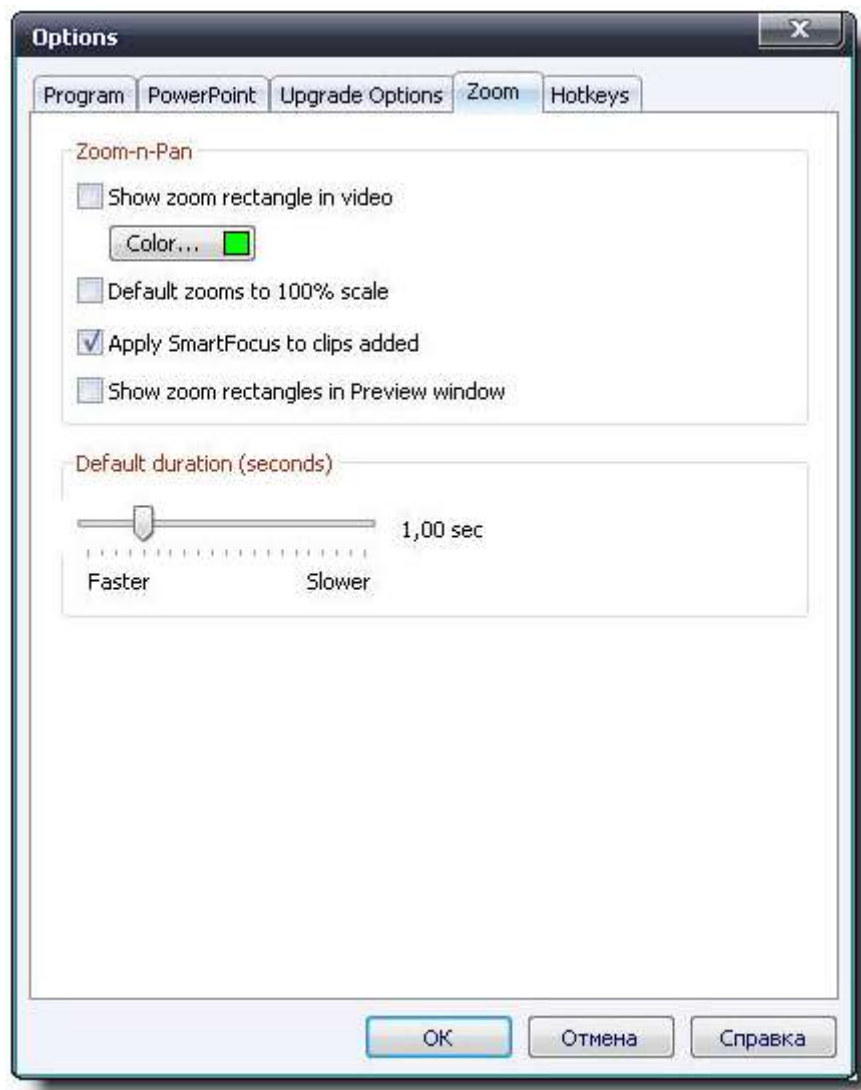 Options
Program PowerPoint Upgrade Options Zoom Hotkeys
Zoom-n-Pan
Show zoom rectangle in video
Color...
Default zooms to 100% scale
Apply SmartFocus to clips added
Show zoom rectangles in Preview window
Default duration (seconds)
1,00 sec
Faster Slower
ОК Отмена Справка